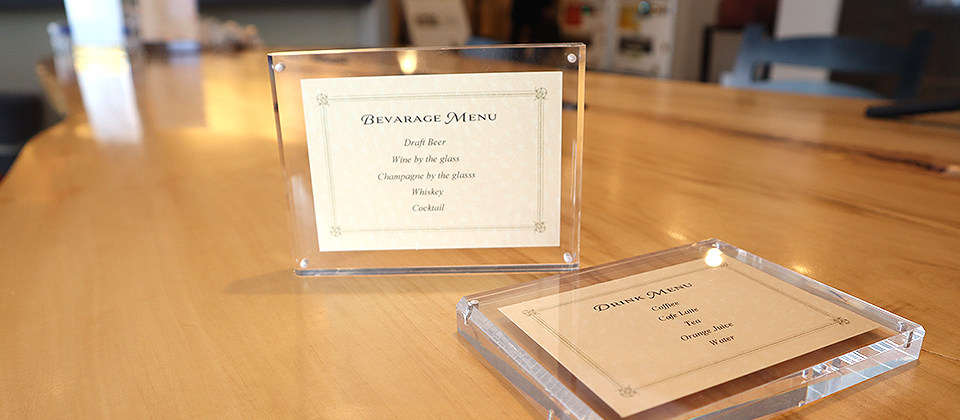 Bevarage Menu
Draft Beer
Wine by the glass
Champagne by the glasss
Whiskey
Cocktail
Drink Menu
Coffiee
Cafe Latte
Tea
Orange Juice
Water